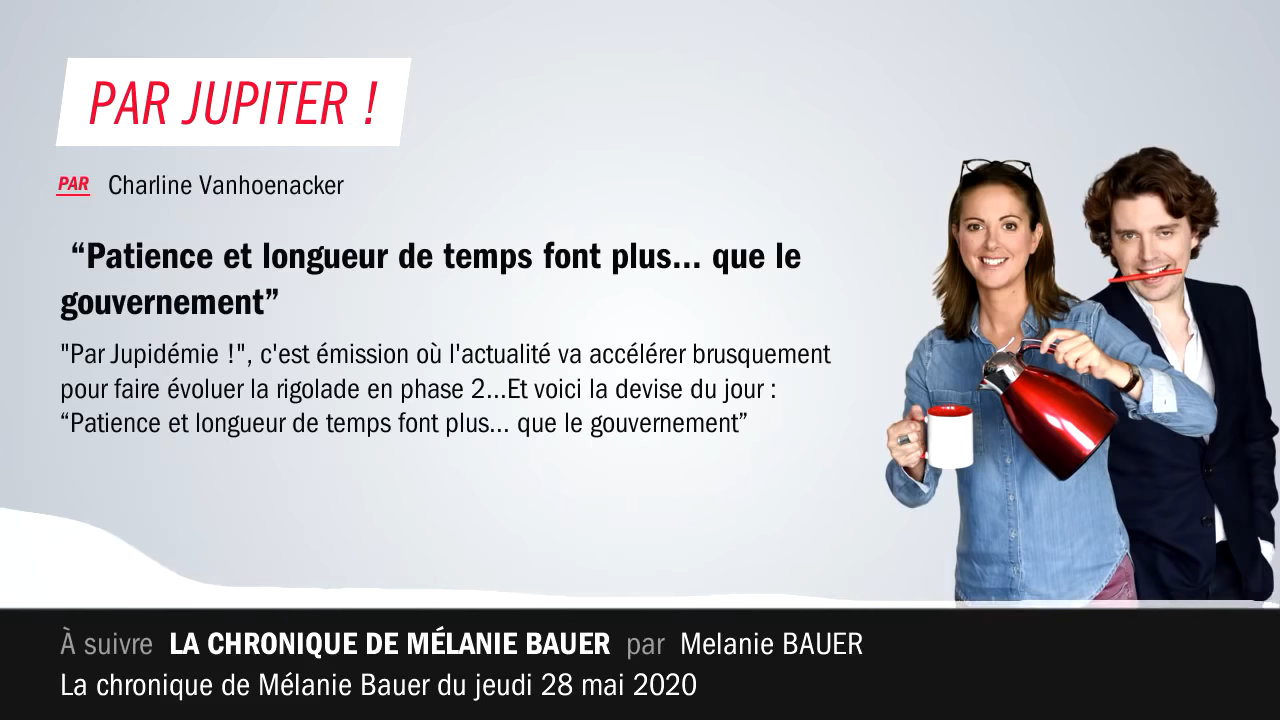 PAR JUPITER !
PAR Charline Vanhoenacker
“Patience et longueur de temps font plus... que le
gouvernement”
"Par Jupidémie !", c'est émission où l'actualité va accélérer brusquement
pour faire évoluer la rigolade en phase 2...Et voici la devise du jour :
“Patience et longueur de temps font plus... que le gouvernement”
À suivre LA CHRONIQUE DE MÉLANIE BAUER par Melanie BAUER
La chronique de Mélanie Bauer du jeudi 28 mai 2020